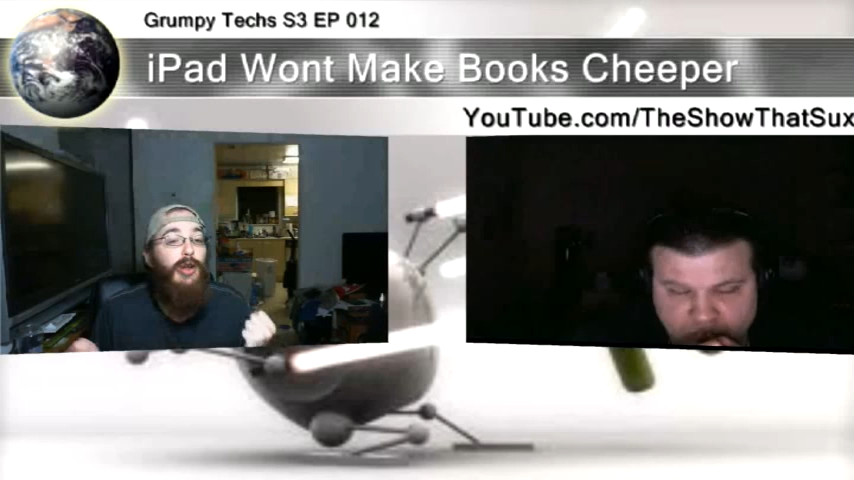 Grumpy Techs S3 EP 012
iPad Wont Make Books Cheeper
YouTube.com/TheShowThatSux